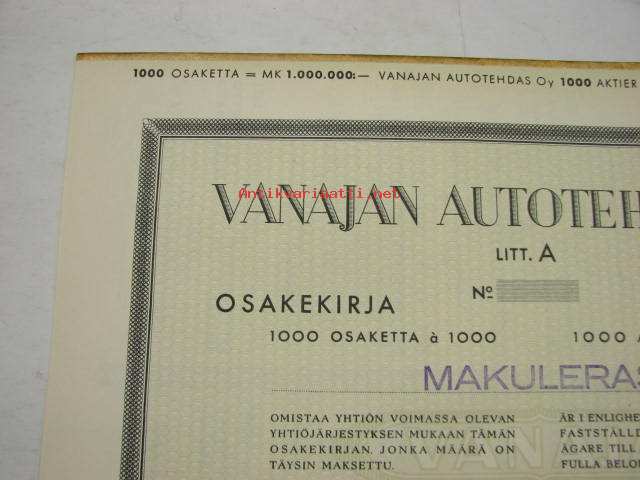 1000 OSAKETTA = MK 1.000.000:— VANAJAN AUTOTEHDAS Oy 1000 AKTIER
Antikvariaatti.net
VANAJAN AUTOTEH
LITT. A
OSAKEKIRJA
Nº
1000 OSAKETTA à 1000
1000 A
MAKULERAS
OMISTAA YHTIÖN VOIMASSA OLEVAN
YHTIÖJÄRJESTYKSEN MUKAAN TÄMÄN
OSAKEKIRJAN, JONKA MÄÄRÄ ON
TÄYSIN MAKSETTU.
ÄR I ENLIGHE
FASTSTÄLLD
ÄGARE TILL
FULLA BELO
VANA